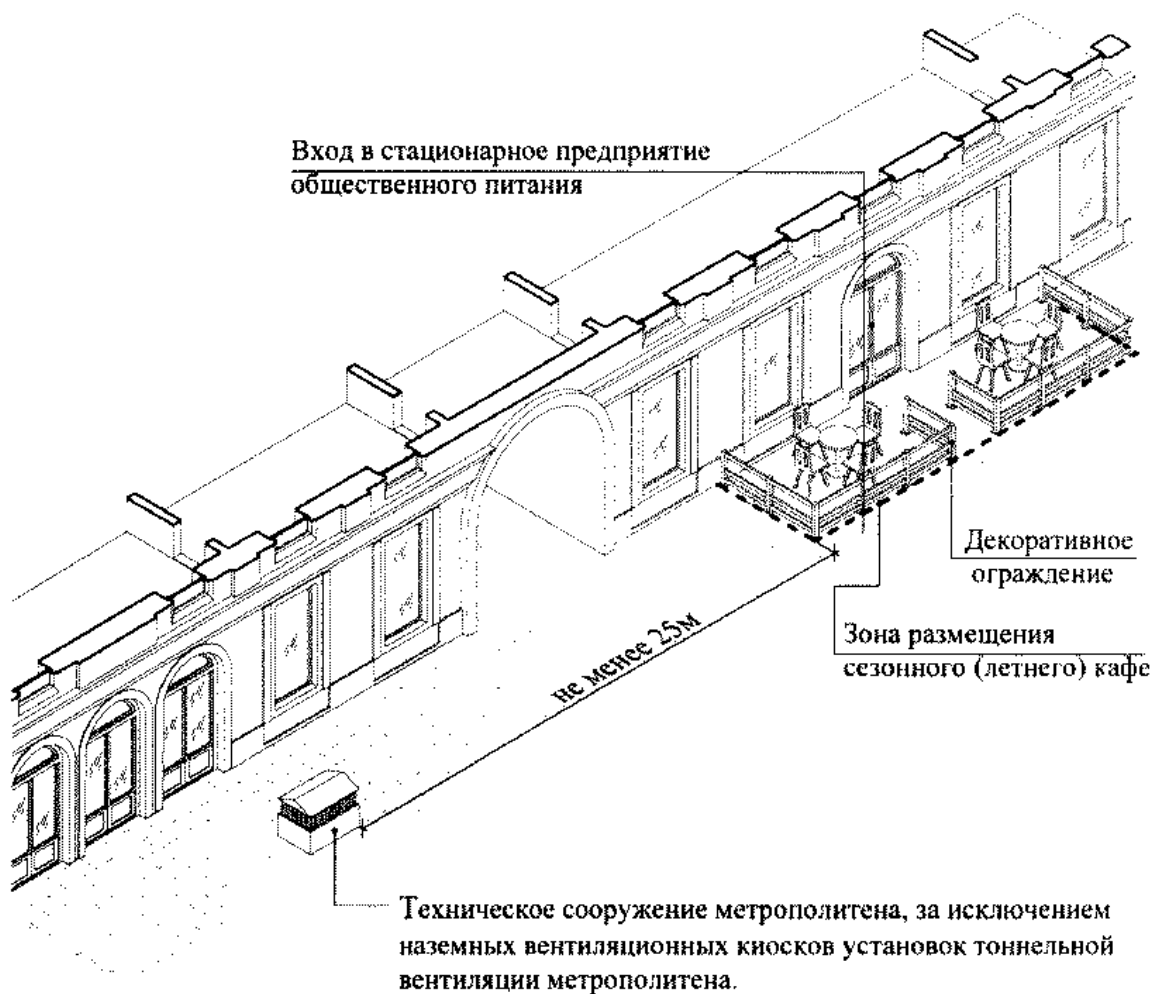 Вход в стационарное предприятие
общественного питания
Декоративное
ограждение
Зона размещения
сезонного (летнего) кафе
не менее 25м
Техническое сооружение метрополитена, за исключением
наземных вентиляционных киосков установок тоннельной
вентиляции метрополитена.